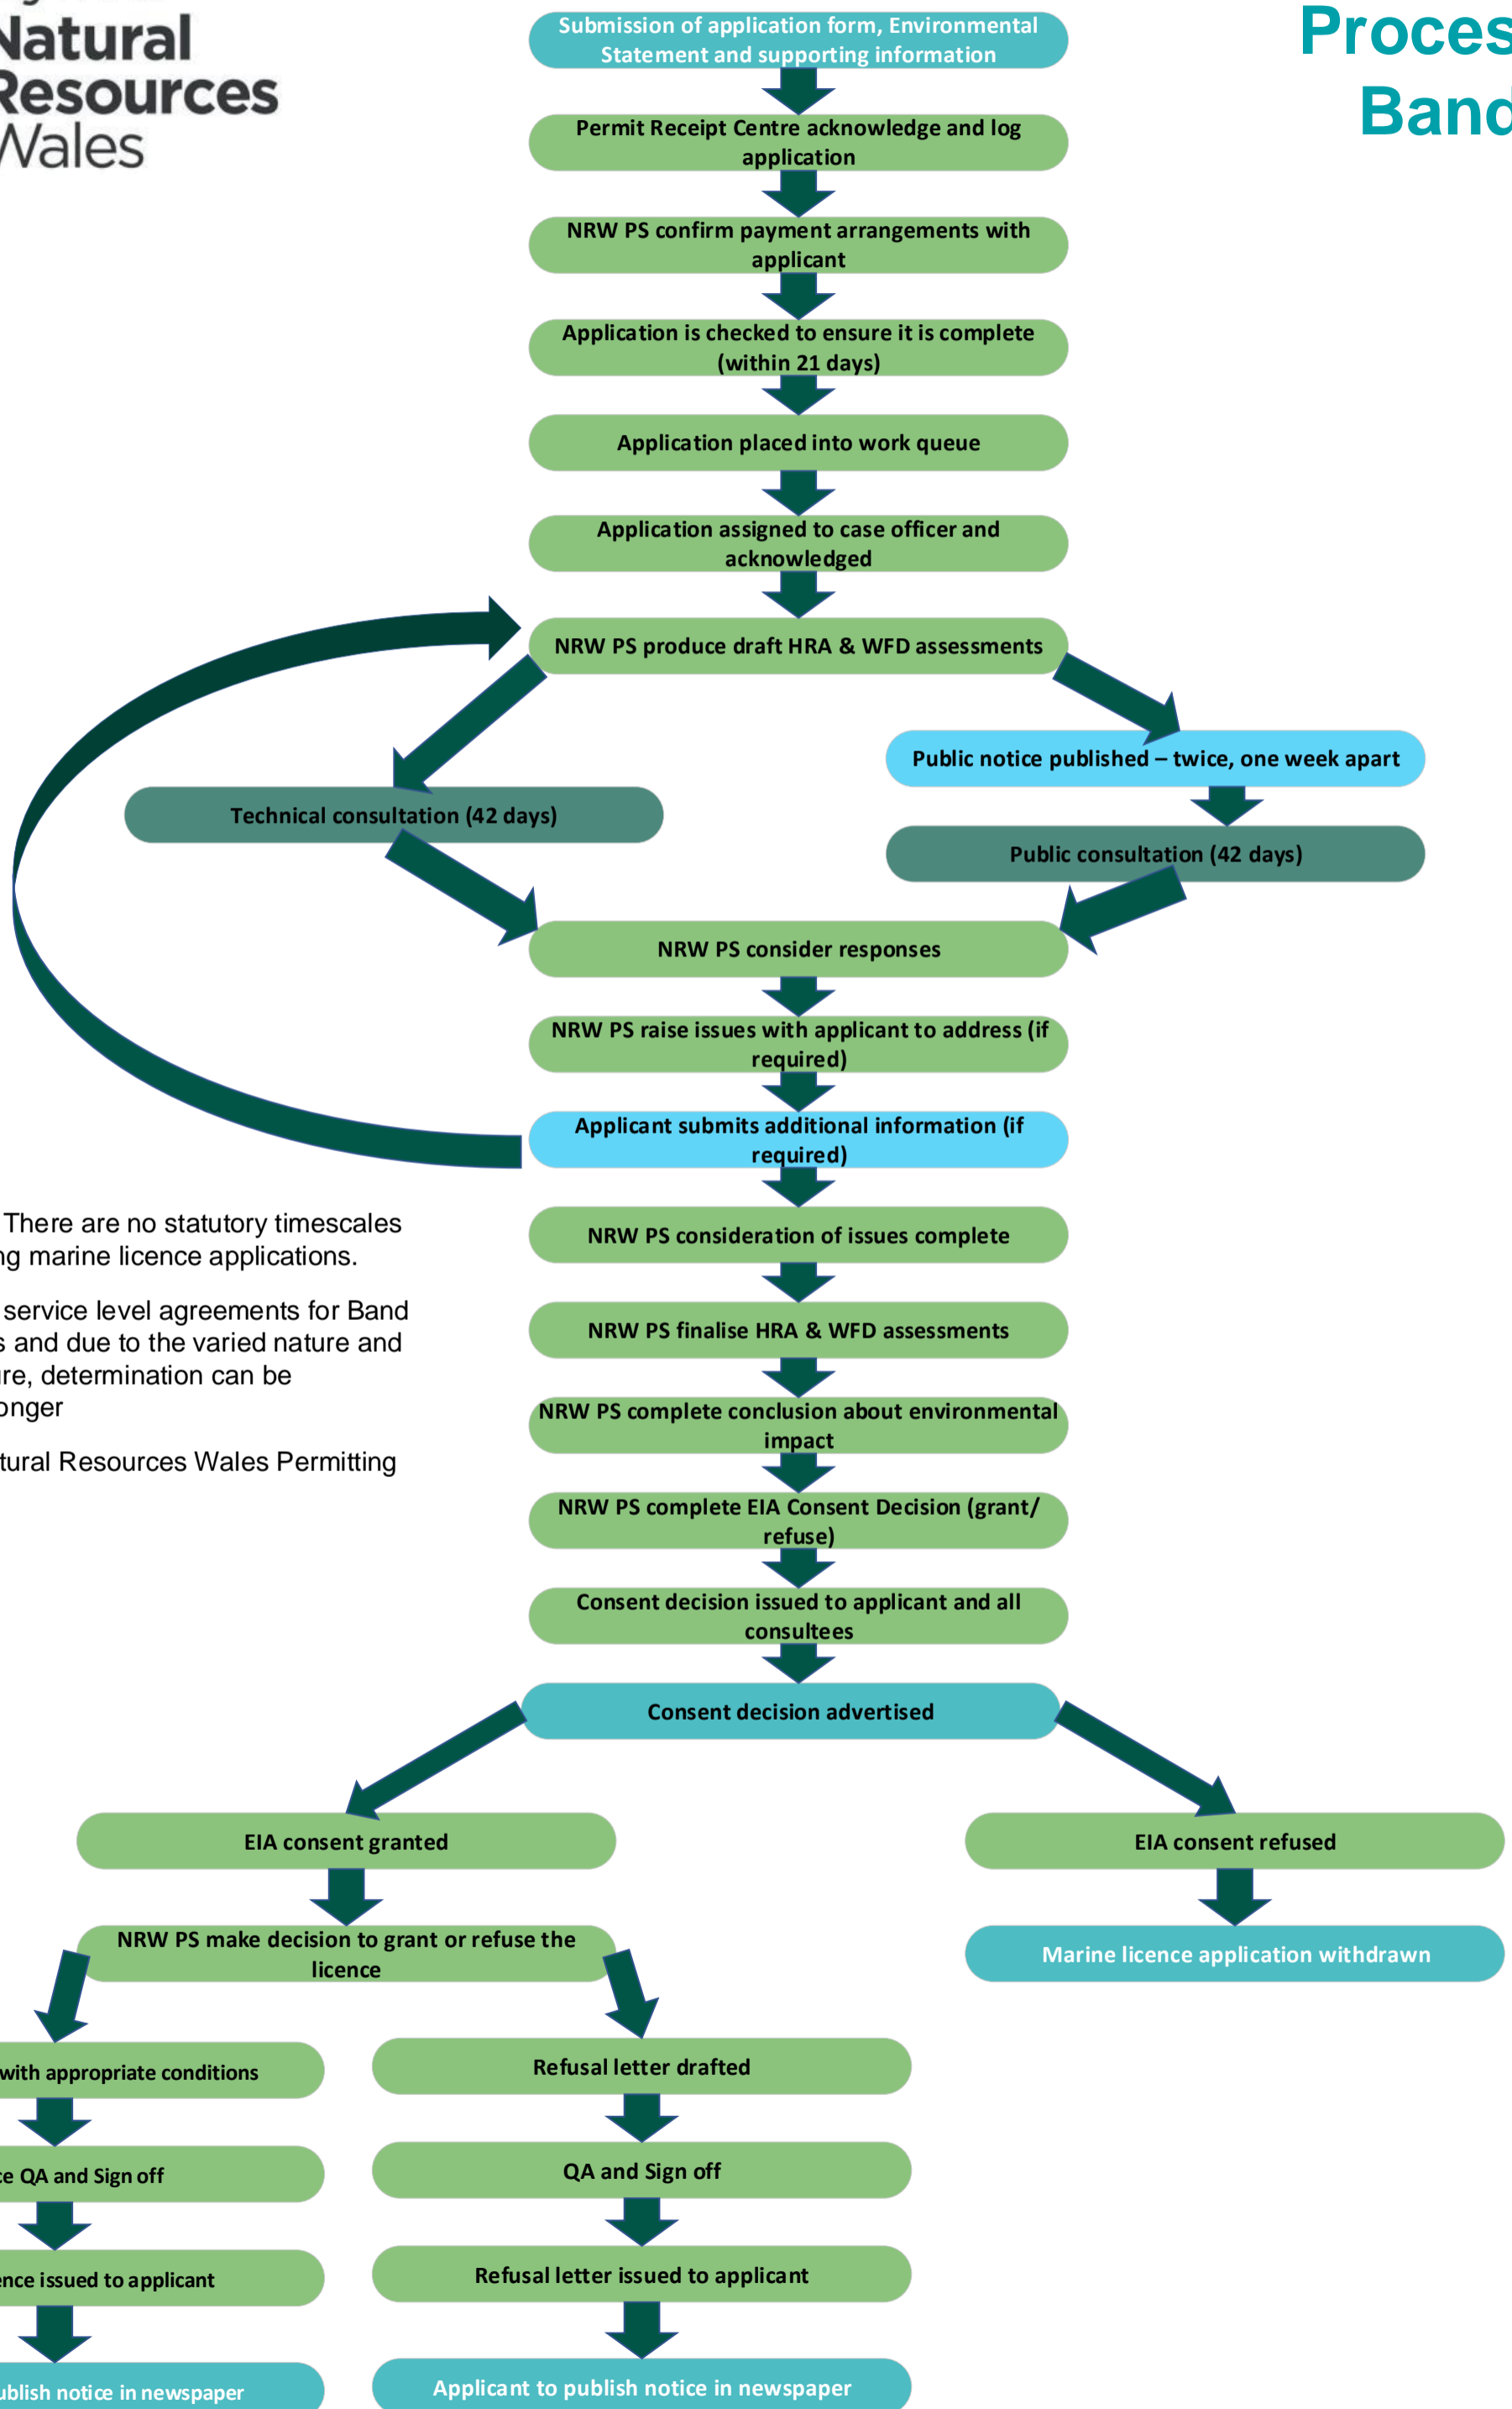 Natural
Resources
Wales
Submission of application form, Environmental
Statement and supporting information
Permit Receipt Centre acknowledge and log
application
NRW PS confirm payment arrangements with
applicant
Application is checked to ensure it is complete
(within 21 days)
Application placed into work queue
Application assigned to case officer and
acknowledged
NRW PS produce draft HRA & WFD assessments
Public notice published – twice, one week apart
Technical consultation (42 days)
Public consultation (42 days)
NRW PS consider responses
NRW PS raise issues with applicant to address (if
required)
Applicant submits additional information (if
required)
There are no statutory timescales
marine licence applications.
service level agreements for Band
and due to the varied nature and
determination can be
Resources Wales Permitting
NRW PS consideration of issues complete
NRW PS finalise HRA & WFD assessments
NRW PS complete conclusion about environmental
impact
NRW PS complete EIA Consent Decision (grant/
refuse)
Consent decision issued to applicant and all
consultees
Consent decision advertised
EIA consent granted
EIA consent refused
NRW PS make decision to grant or refuse the
licence
Marine licence application withdrawn
with appropriate conditions
Refusal letter drafted
QA and Sign off
QA and Sign off
issued to applicant
Refusal letter issued to applicant
notice in newspaper
Applicant to publish notice in newspaper